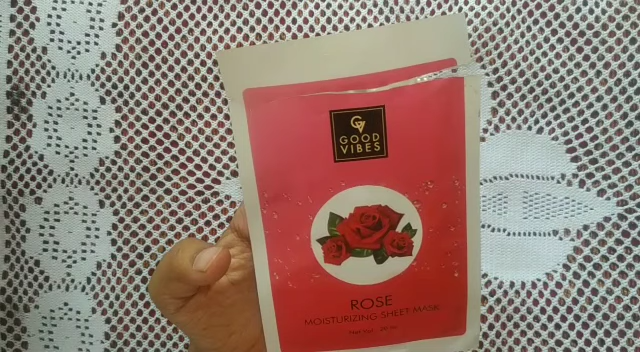 GV
GOOD
VIBES
ROSE
MOISTURIZING SHEET MASK